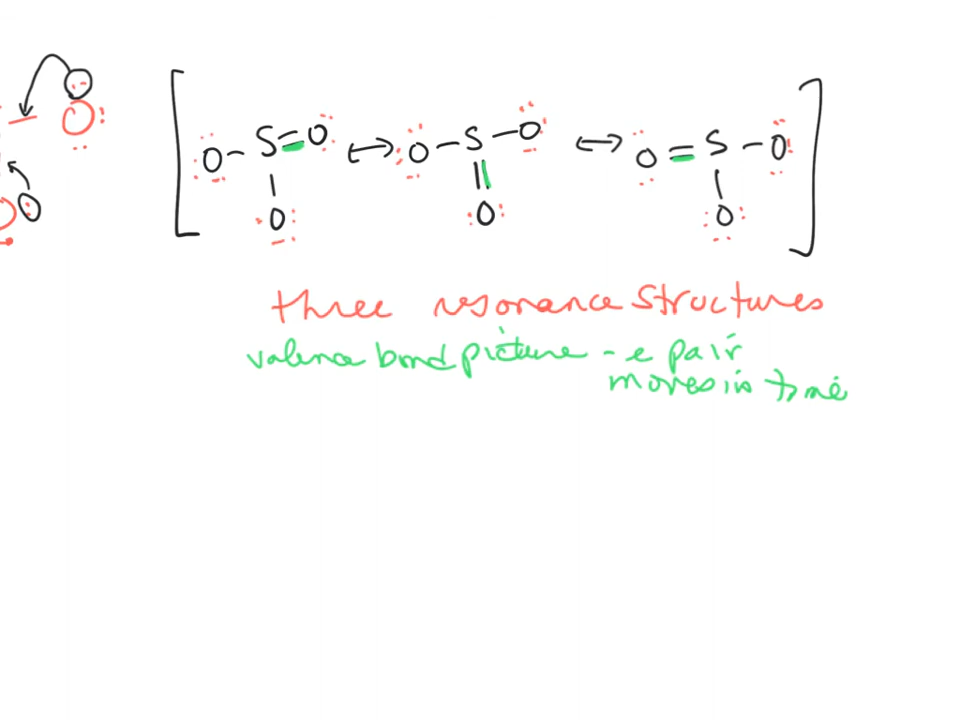 O
O
O - S = O ↔ O - S - O ↔ O = S - O
O O O
three resonance structures
valence bond picture - e pair
moves in time